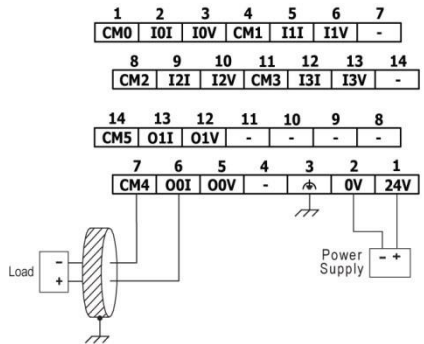 1 2 3 4 5 6 7
CM0 I0I I0V CM1 I1I I1V -
8 9 10 11 12 13 14
CM2 I2I I2V CM3 I3I I3V -
14 13 12 11 10 9 8
CM5 O1I O1V - - - -
7 6 5 4 3 2 1
CM4 O0I O0V - 0V 24V
Load - +
Power Supply - +